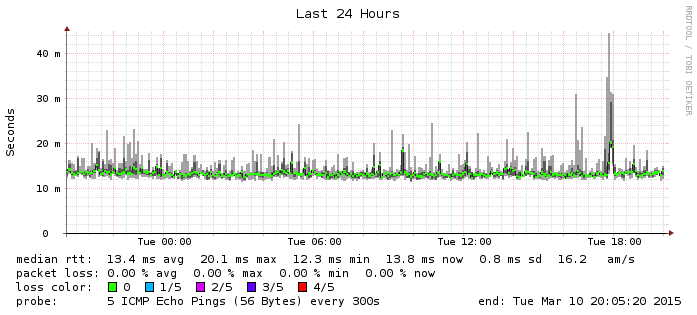 Last 24 Hours
RRDTOOL / TOBI OETIKER
Seconds
40 m
30 m
20 m
10 m
0
Tue 00:00 Tue 06:00 Tue 12:00 Tue 18:00
median rtt: 13.4 ms avg 20.1 ms max 12.3 ms min 13.8 ms now 0.8 ms sd 16.2 am/s
packet loss: 0.00 % avg 0.00 % max 0.00 % min 0.00 % now
loss color: 0 1/5 2/5 3/5 4/5
probe: 5 ICMP Echo Pings (56 Bytes) every 300s end: Tue Mar 10 20:05:20 2015